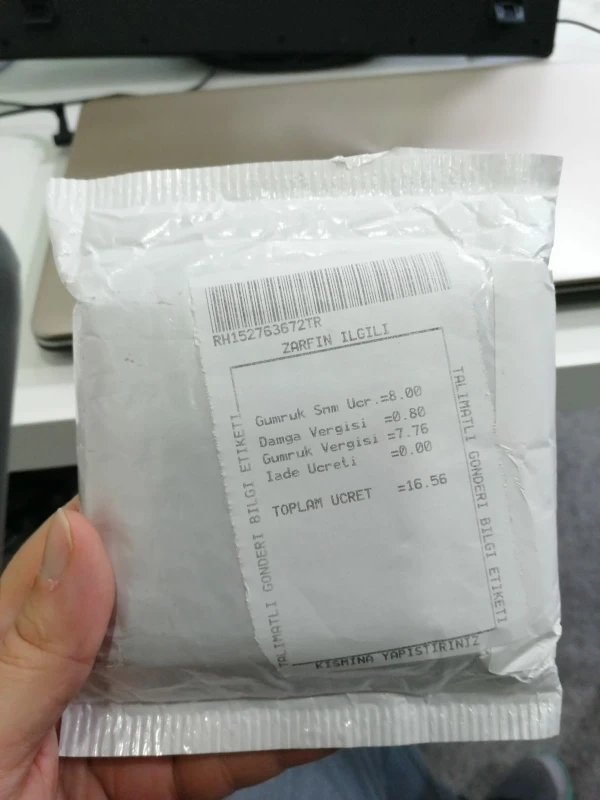 RH152763672TR
ZARFIN ILGILI
Gumruk Snm Ucr.=8.00
Damga Vergisi =0.80
Gumruk Vergisi =7.76
Iade Ucreti =0.00
TOPLAM UCRET =16.56
TALIMATLI GONDERI BILGI ETIKETI
TALIMATLI GONDERI BILGI ETIKETI
KISMINA YAPISTIRINIZ